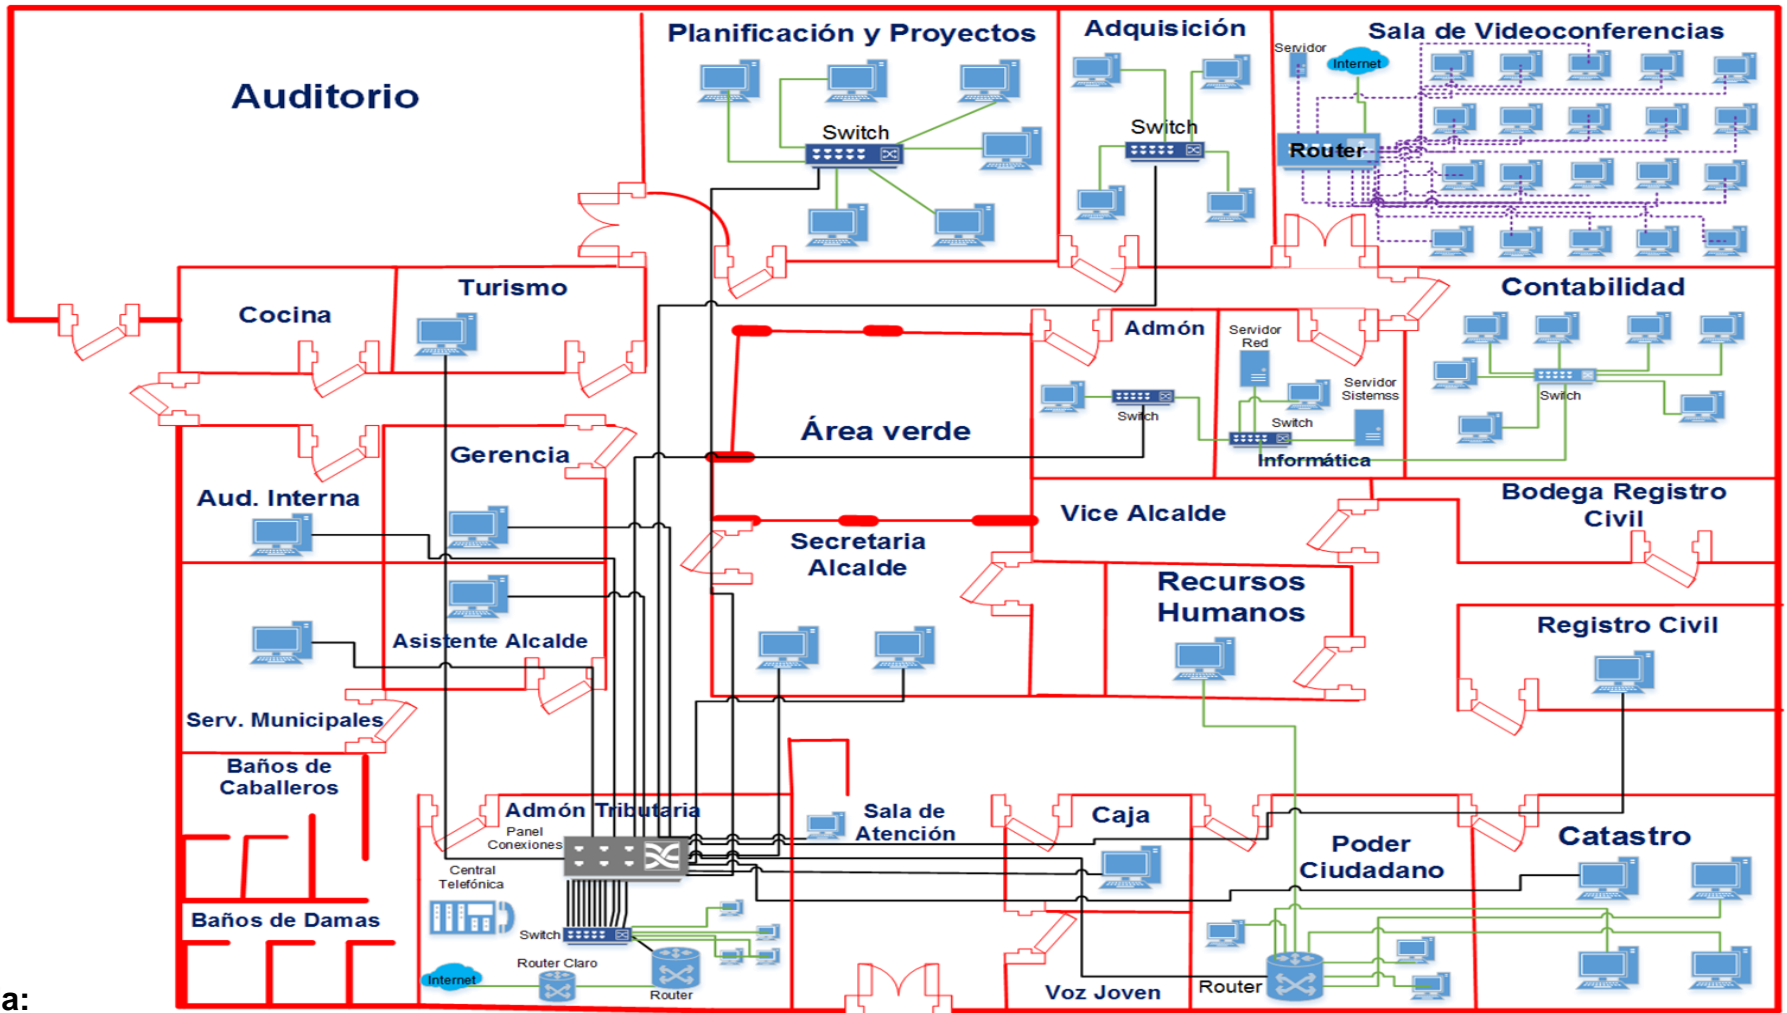 Auditorio
Planificación y Proyectos
Switch
Adquisición
Switch
Sala de Videoconferencias
Servidor
Internet
Router
Cocina
Turismo
Contabilidad
Switch
Admón
Switch
Servidor
Red
Servidor
Sistemss
Switch
Informática
Área verde
Gerencia
Aud. Interna
Asistente Alcalde
Serv. Municipales
Secretaria
Alcalde
Vice Alcalde
Bodega Registro
Civil
Recursos
Humanos
Registro Civil
Baños de
Caballeros
Baños de Damas
Admón Tributaria
Panel
Conexiones
Central
Telefónica
Switch
Router Claro
Internet
Router
Sala de
Atención
Caja
Voz Joven
Poder
Ciudadano
Router
Catastro
a: